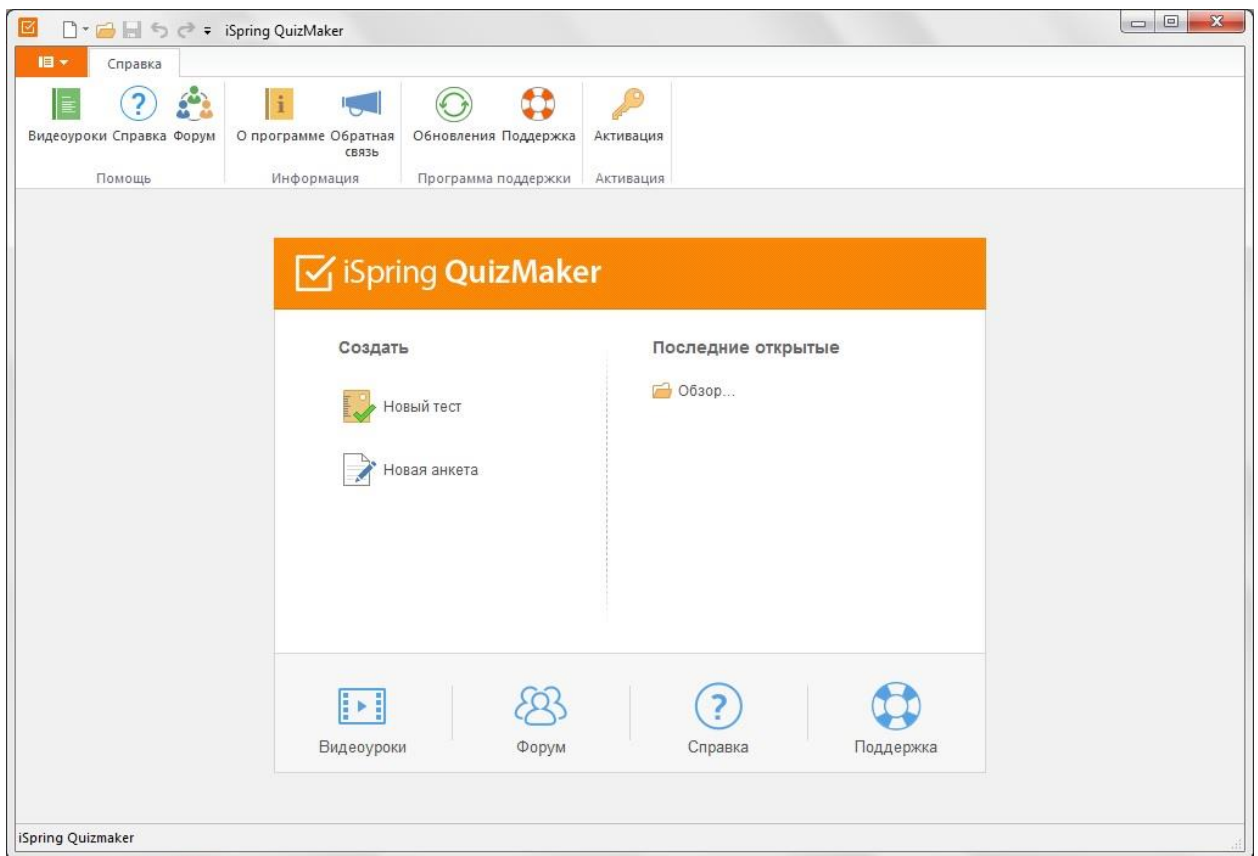 iSpring QuizMaker
Справка
Видеоуроки Справка Форум О программе Обратная связь Обновления Поддержка Активация
Помощь Информация Программа поддержки Активация
iSpring QuizMaker
Создать Последние открытые
Новый тест Обзор...
Новая анкета
Видеоуроки Форум Справка Поддержка
iSpring Quizmaker